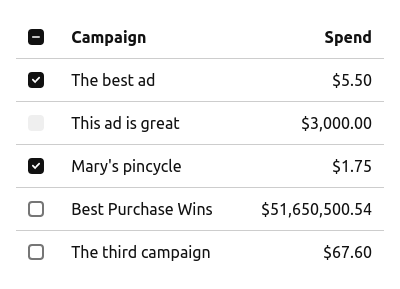 Campaign Spend
The best ad $5.50
This ad is great $3,000.00
Mary's pincycle $1.75
Best Purchase Wins $51,650,500.54
The third campaign $67.60